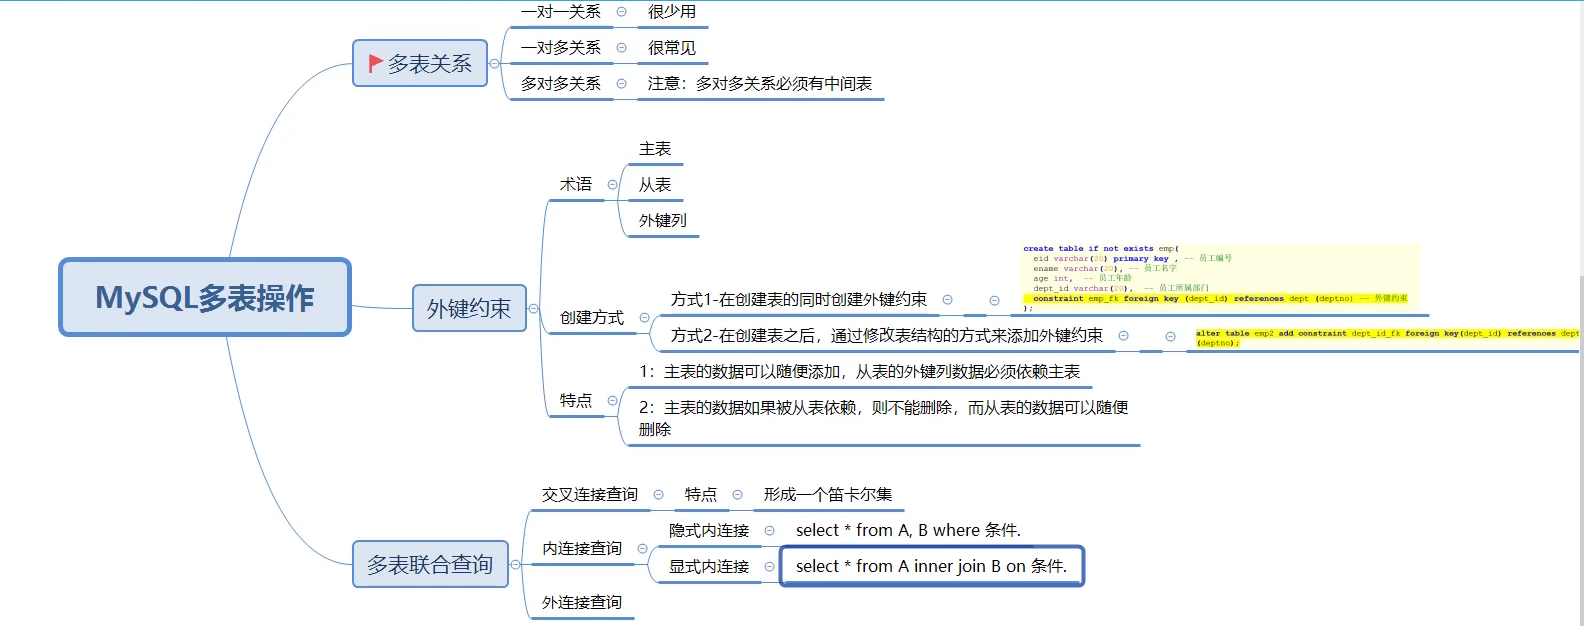 一对一关系 很少用
一对多关系 很常见
多表关系
多对多关系 注意：多对多关系必须有中间表
主表
术语 从表
外键列
MySQL多表操作
外键约束
创建方式
方式1-在创建表的同时创建外键约束
create table if not exists emp(
eid varchar(20) primary key , -- 员工编号
ename varchar(20), -- 员工名字
age int, -- 员工年龄
dept_id varchar(20), -- 员工所属部门
constraint emp_fk foreign key (dept_id) references dept (deptno) -- 外键约束
);
方式2-在创建表之后，通过修改表结构的方式来添加外键约束
alter table emp2 add constraint dept_id_fk foreign key(dept_id) references dept
(deptno);
特点
1：主表的数据可以随便添加，从表的外键列数据必须依赖主表
2：主表的数据如果被从表依赖，则不能删除，而从表的数据可以随便
删除
多表联合查询
交叉连接查询 特点 形成一个笛卡尔集
内连接查询
隐式内连接 select * from A, B where 条件.
显式内连接 select * from A inner join B on 条件.
外连接查询